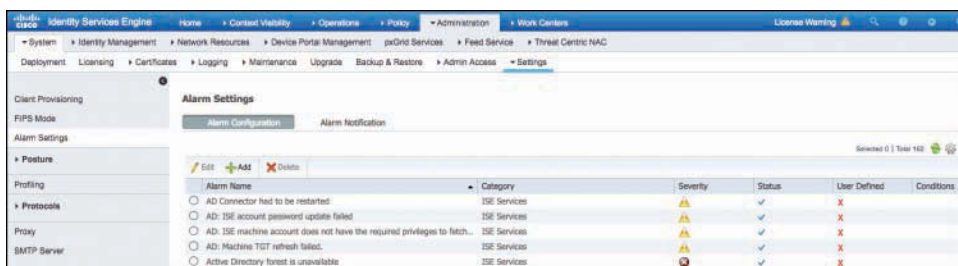 cisco Identity Services Engine Home Context Visibility Operations Policy Administration Work Centers License Warning
System Identity Management Network Resources Device Portal Management pxGrid Services Feed Service Threat Centric NAC
Deployment Licensing Certificates Logging Maintenance Upgrade Backup & Restore Admin Access Settings
Client Provisioning
FIPS Mode
Alarm Settings
Posture
Profiling
Protocols
Proxy
SMTP Server
Alarm Settings
Alarm Configuration Alarm Notification
Selected 0 | Total 162
Edit Add Delete
Alarm Name Category Severity Status User Defined Conditions
AD Connector had to be restarted ISE Services X
AD: ISE account password update failed ISE Services X
AD: ISE machine account does not have the required privileges to fetch... ISE Services X
AD: Machine TGT refresh failed. ISE Services X
Active Directory forest is unavailable ISE Services X